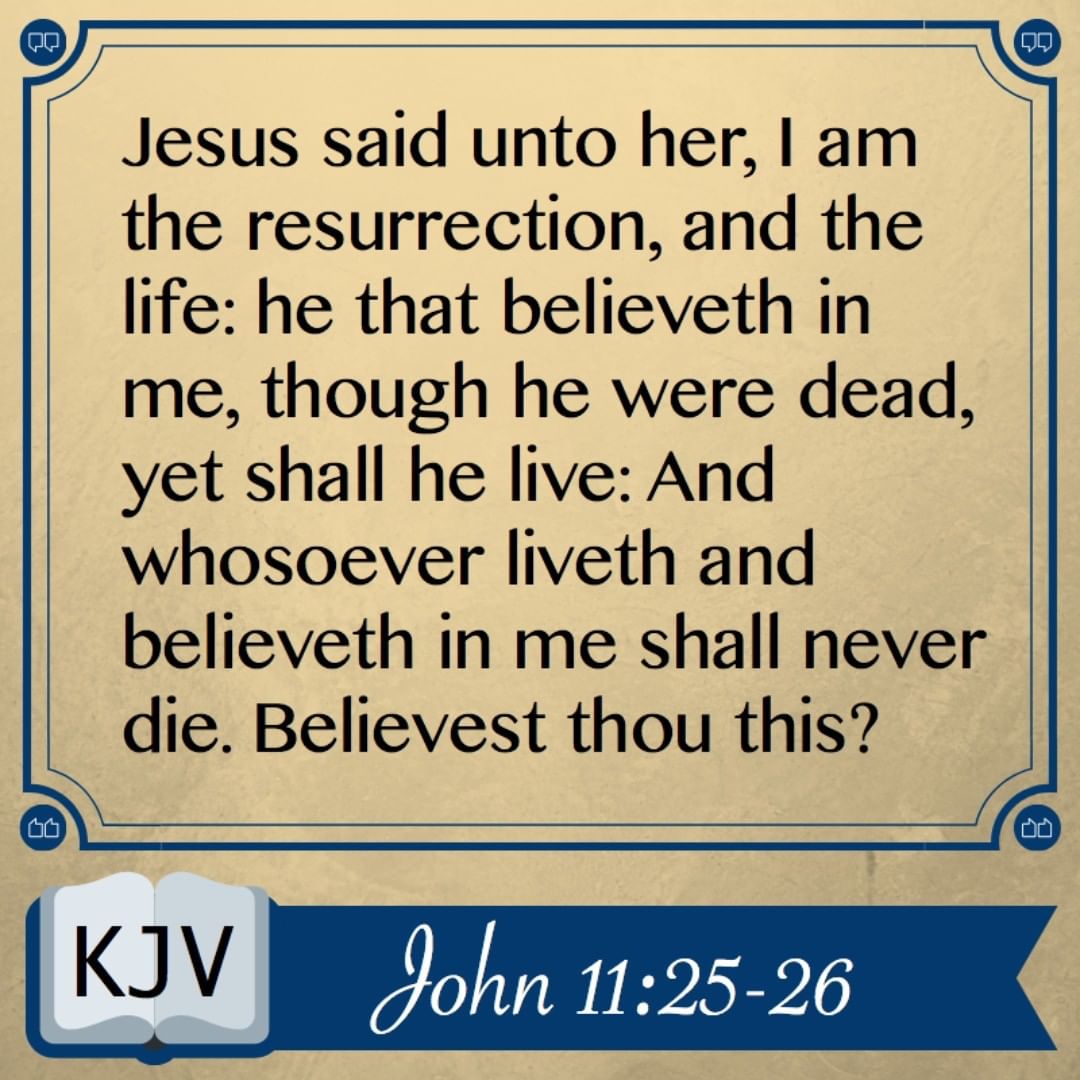 Jesus said unto her, I am
the resurrection, and the
life: he that believeth in
me, though he were dead,
yet shall he live: And
whosoever liveth and
believeth in me shall never
die. Believest thou this?
KJV
John 11:25-26